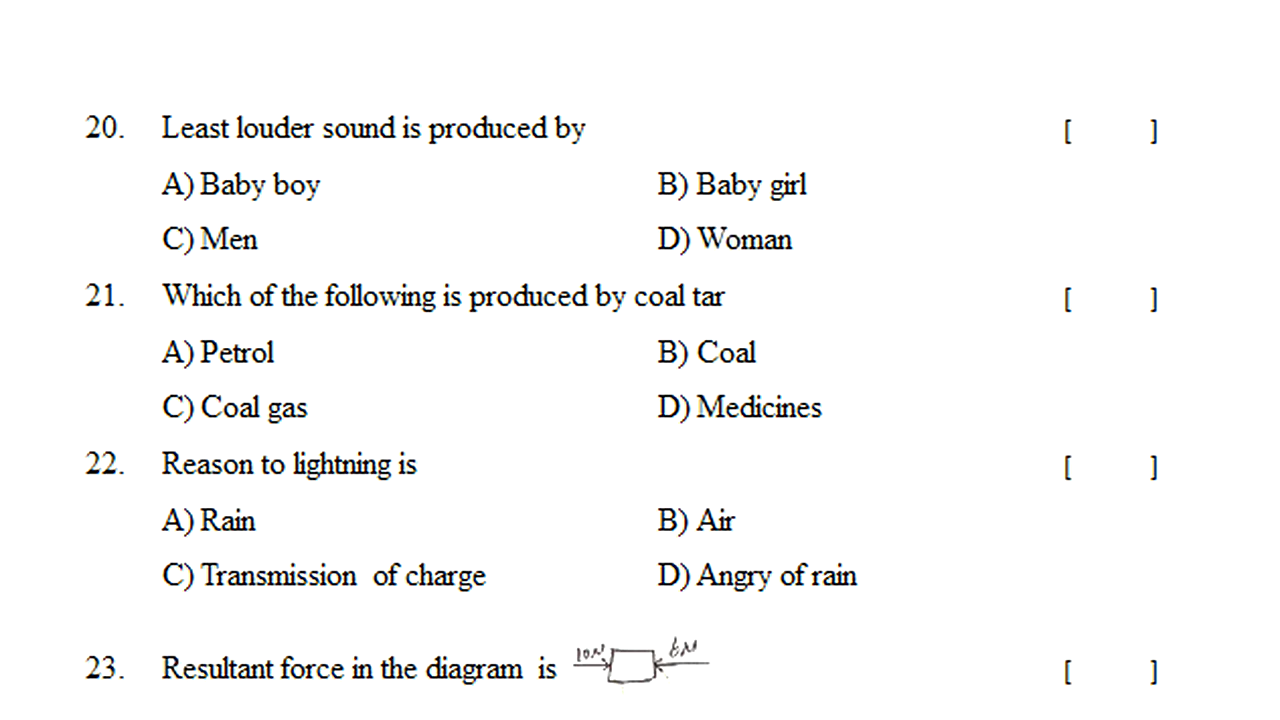 20. Least louder sound is produced by [ ]
A) Baby boy B) Baby girl
C) Men D) Woman
21. Which of the following is produced by coal tar [ ]
A) Petrol B) Coal
C) Coal gas D) Medicines
22. Reason to lightning is [ ]
A) Rain B) Air
C) Transmission of charge D) Angry of rain
23. Resultant force in the diagram is 10N 6N [ ]